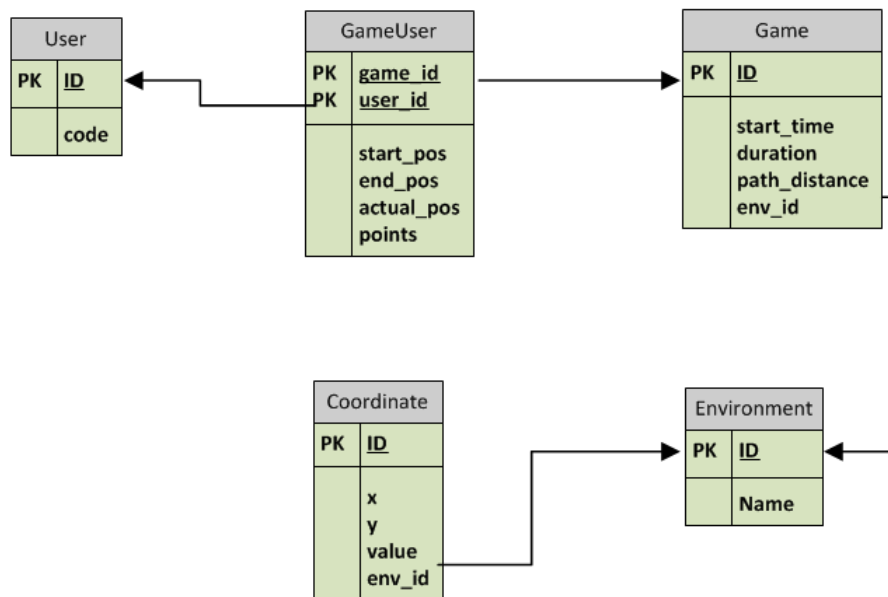 User
PK ID
code
GameUser
PK game_id
PK user_id
start_pos
end_pos
actual_pos
points
Game
PK ID
start_time
duration
path_distance
env_id
Coordinate
PK ID
x
y
value
env_id
Environment
PK ID
Name